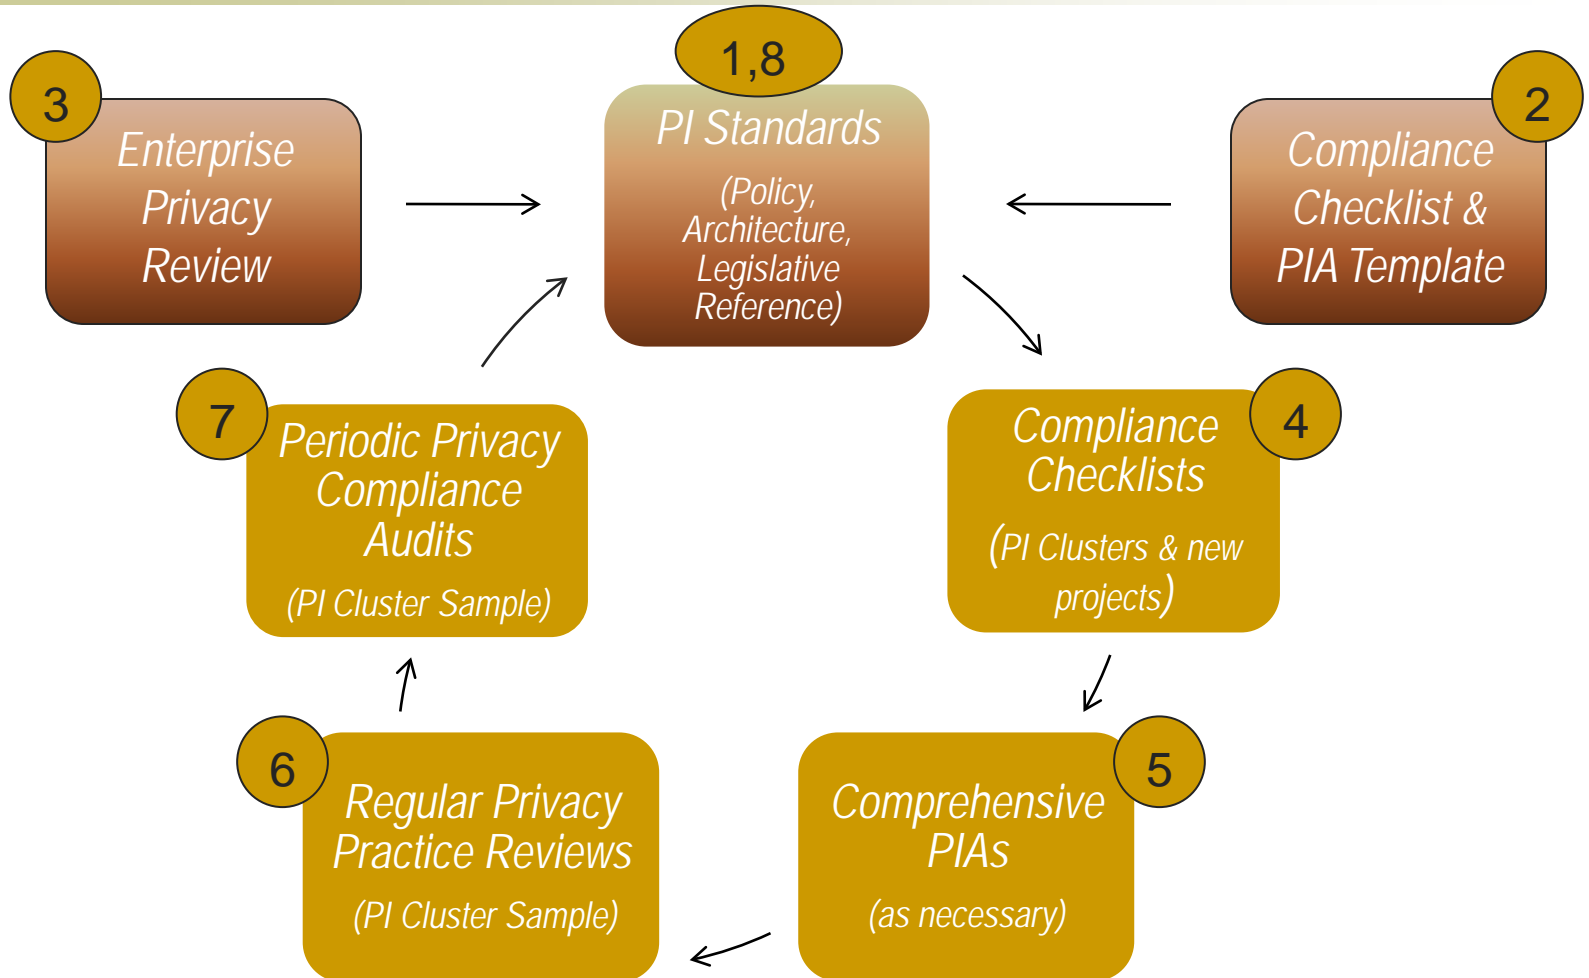 1,8
PI Standards
(Policy,
Architecture,
Legislative
Reference)
3
Enterprise
Privacy
Review
2
Compliance
Checklist &
PIA Template
4
Compliance
Checklists
(PI Clusters & new
projects)
5
Comprehensive
PIAs
(as necessary)
6
Regular Privacy
Practice Reviews
(PI Cluster Sample)
7
Periodic Privacy
Compliance
Audits
(PI Cluster Sample)